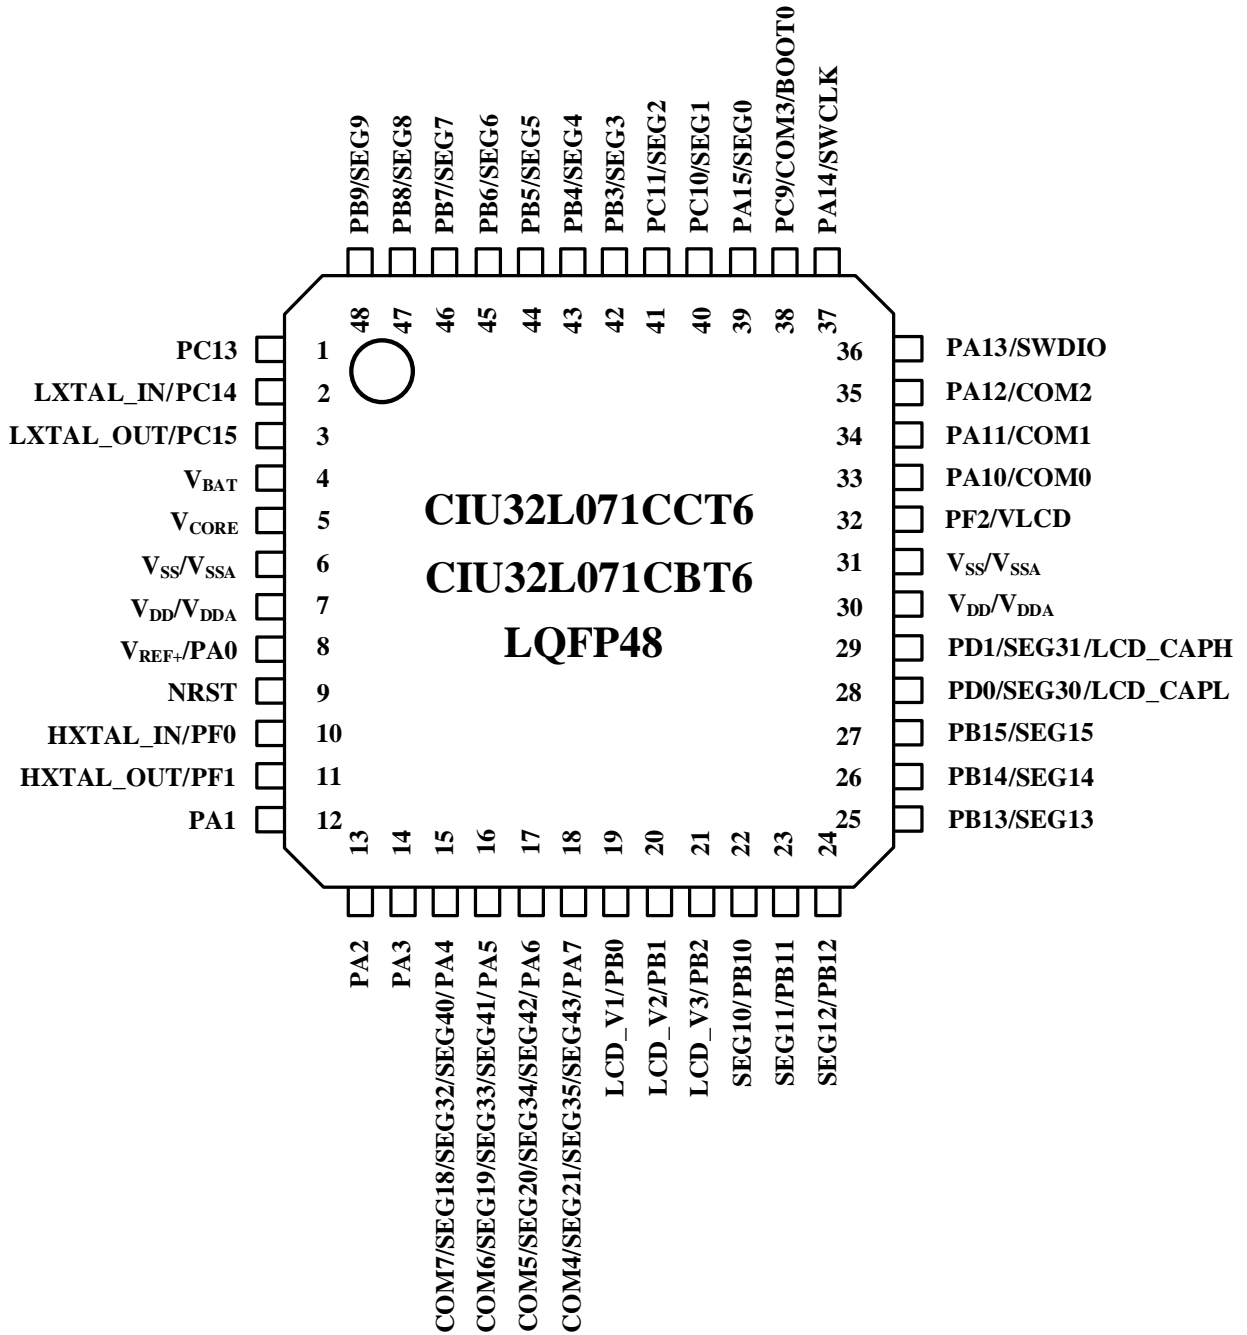 PB9/SEG9
PB8/SEG8
PB7/SEG7
PB6/SEG6
PB5/SEG5
PB4/SEG4
PB3/SEG3
PC11/SEG2
PC10/SEG1
PA15/SEG0
PC9/COM3/BOOT0
PA14/SWCLK
48
47
46
45
44
43
42
41
40
39
38
37
PC13 1
LXTAL_IN/PC14 2
LXTAL_OUT/PC15 3
VBAT 4
VCORE 5
VSS/VSSA 6
VDD/VDDA 7
VREF+/PA0 8
NRST 9
HXTAL_IN/PF0 10
HXTAL_OUT/PF1 11
PA1 12
CIU32L071CCT6
CIU32L071CBT6
LQFP48
36 PA13/SWDIO
35 PA12/COM2
34 PA11/COM1
33 PA10/COM0
32 PF2/VLCD
31 VSS/VSSA
30 VDD/VDDA
29 PD1/SEG31/LCD_CAPH
28 PD0/SEG30/LCD_CAPL
27 PB15/SEG15
26 PB14/SEG14
25 PB13/SEG13
13
14
15
16
17
18
19
20
21
22
23
24
PA2
PA3
COM7/SEG18/SEG32/SEG40/PA4
COM6/SEG19/SEG33/SEG41/PA5
COM5/SEG20/SEG34/SEG42/PA6
COM4/SEG21/SEG35/SEG43/PA7
LCD_V1/PB0
LCD_V2/PB1
LCD_V3/PB2
SEG10/PB10
SEG11/PB11
SEG12/PB12